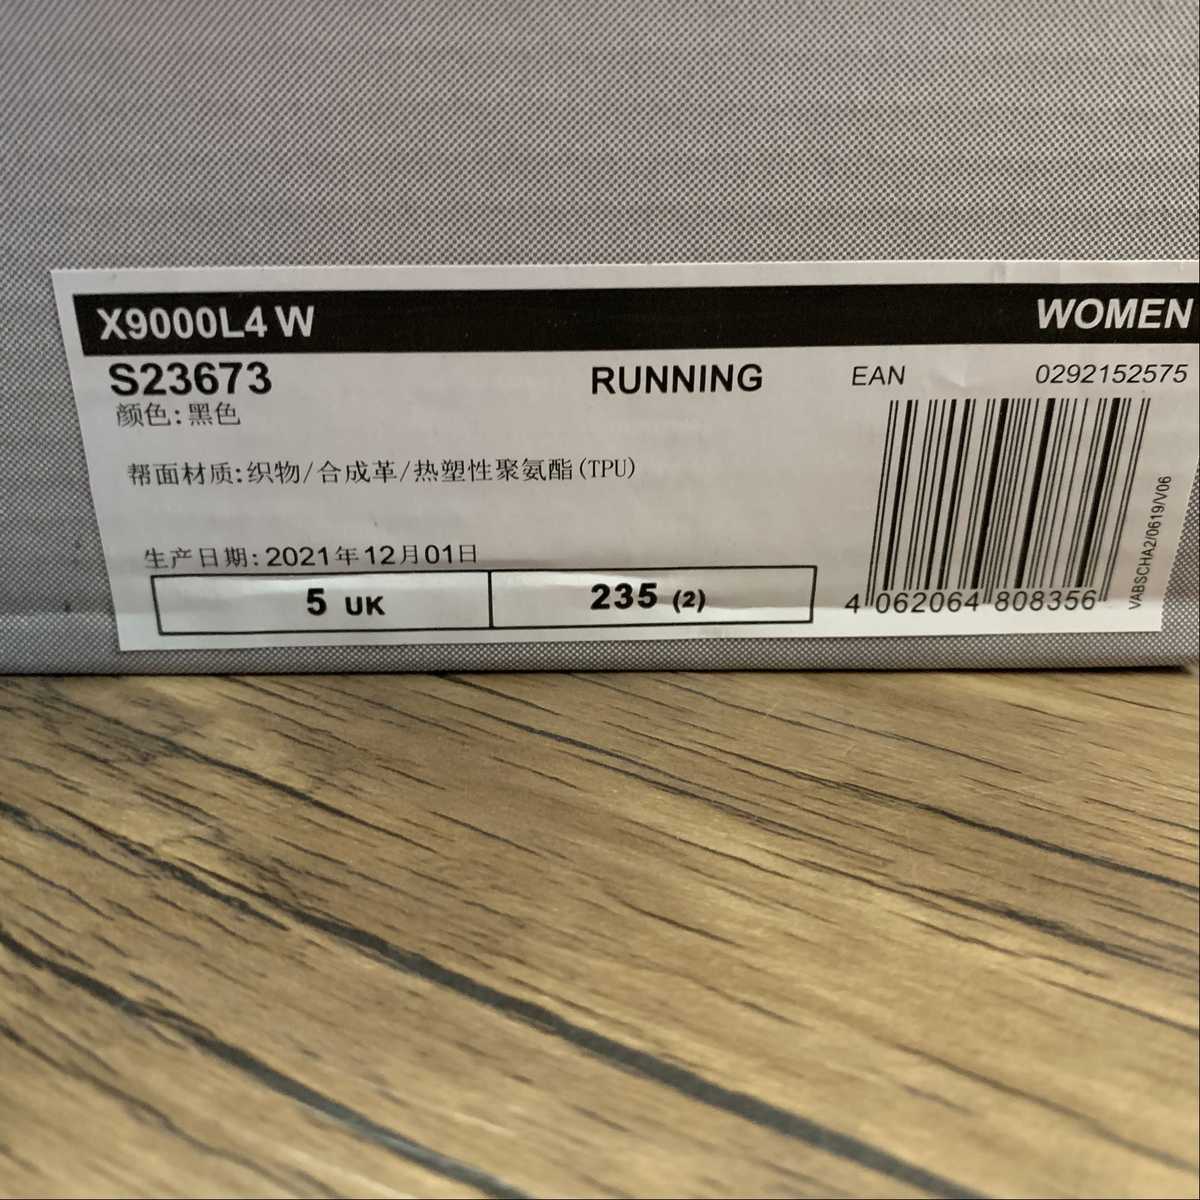 X9000L4 W WOMEN
S23673 RUNNING EAN 0292152575
颜色:黑色
帮面材质:织物/合成革/热塑性聚氨酯(TPU)
生产日期:2021年12月01日
5 UK 235 (2)
4 062064 808356
VABSCHA2/0619/V06